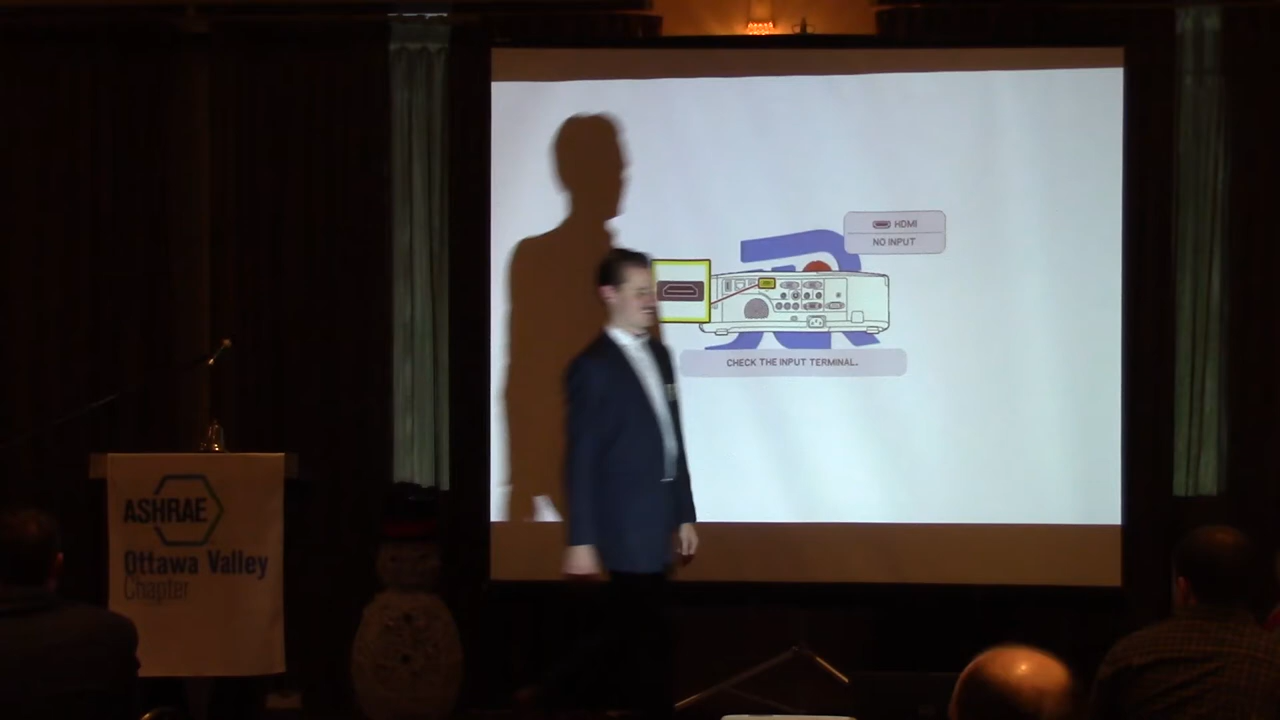 HDMI
NO INPUT
CHECK THE INPUT TERMINAL.
ASHRAE
Ottawa Valley
Chapter